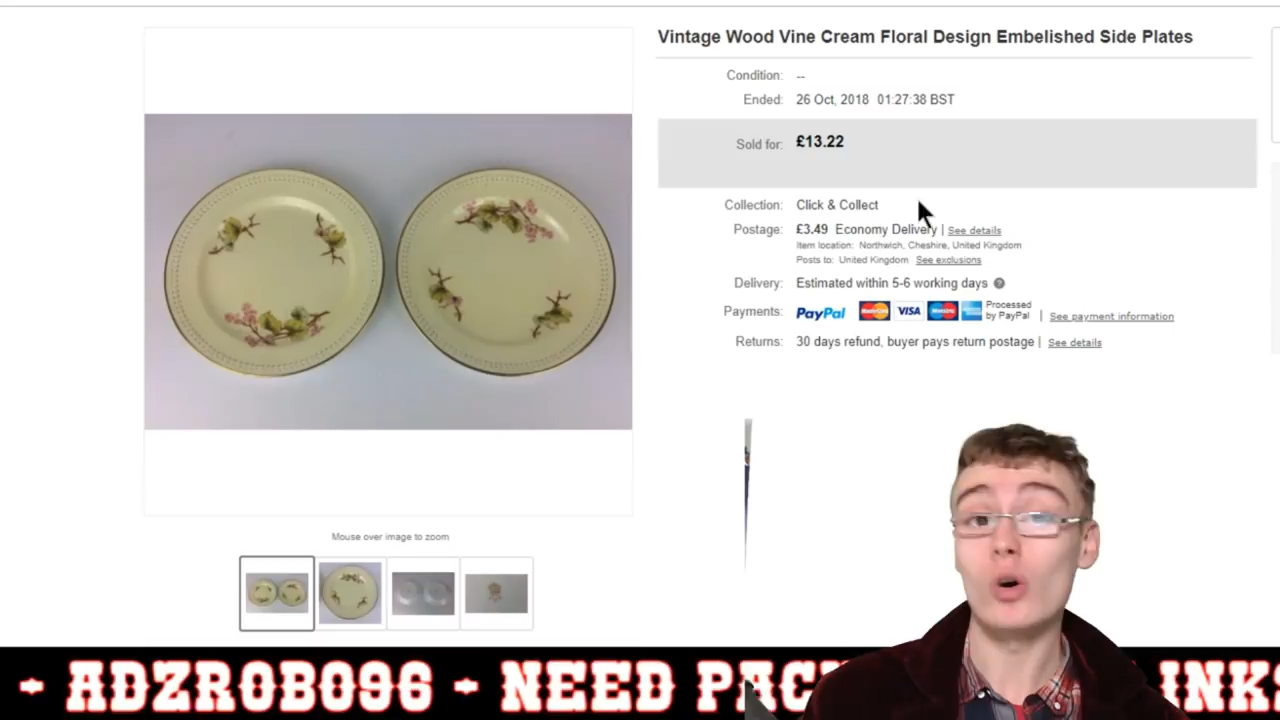 Vintage Wood Vine Cream Floral Design Embelished Side Plates
Condition: --
Ended: 26 Oct, 2018 01:27:38 BST
Sold for: £13.22
Collection: Click & Collect
Postage: £3.49 Economy Delivery | See details
Item location: Northwich, Cheshire, United Kingdom
Posts to: United Kingdom See exclusions
Delivery: Estimated within 5-6 working days
Payments: PayPal MasterCard VISA Maestro Processed by PayPal | See payment information
Returns: 30 days refund, buyer pays return postage | See details
Mouse over image to zoom
- ADZROB096 - NEED PAC INKS